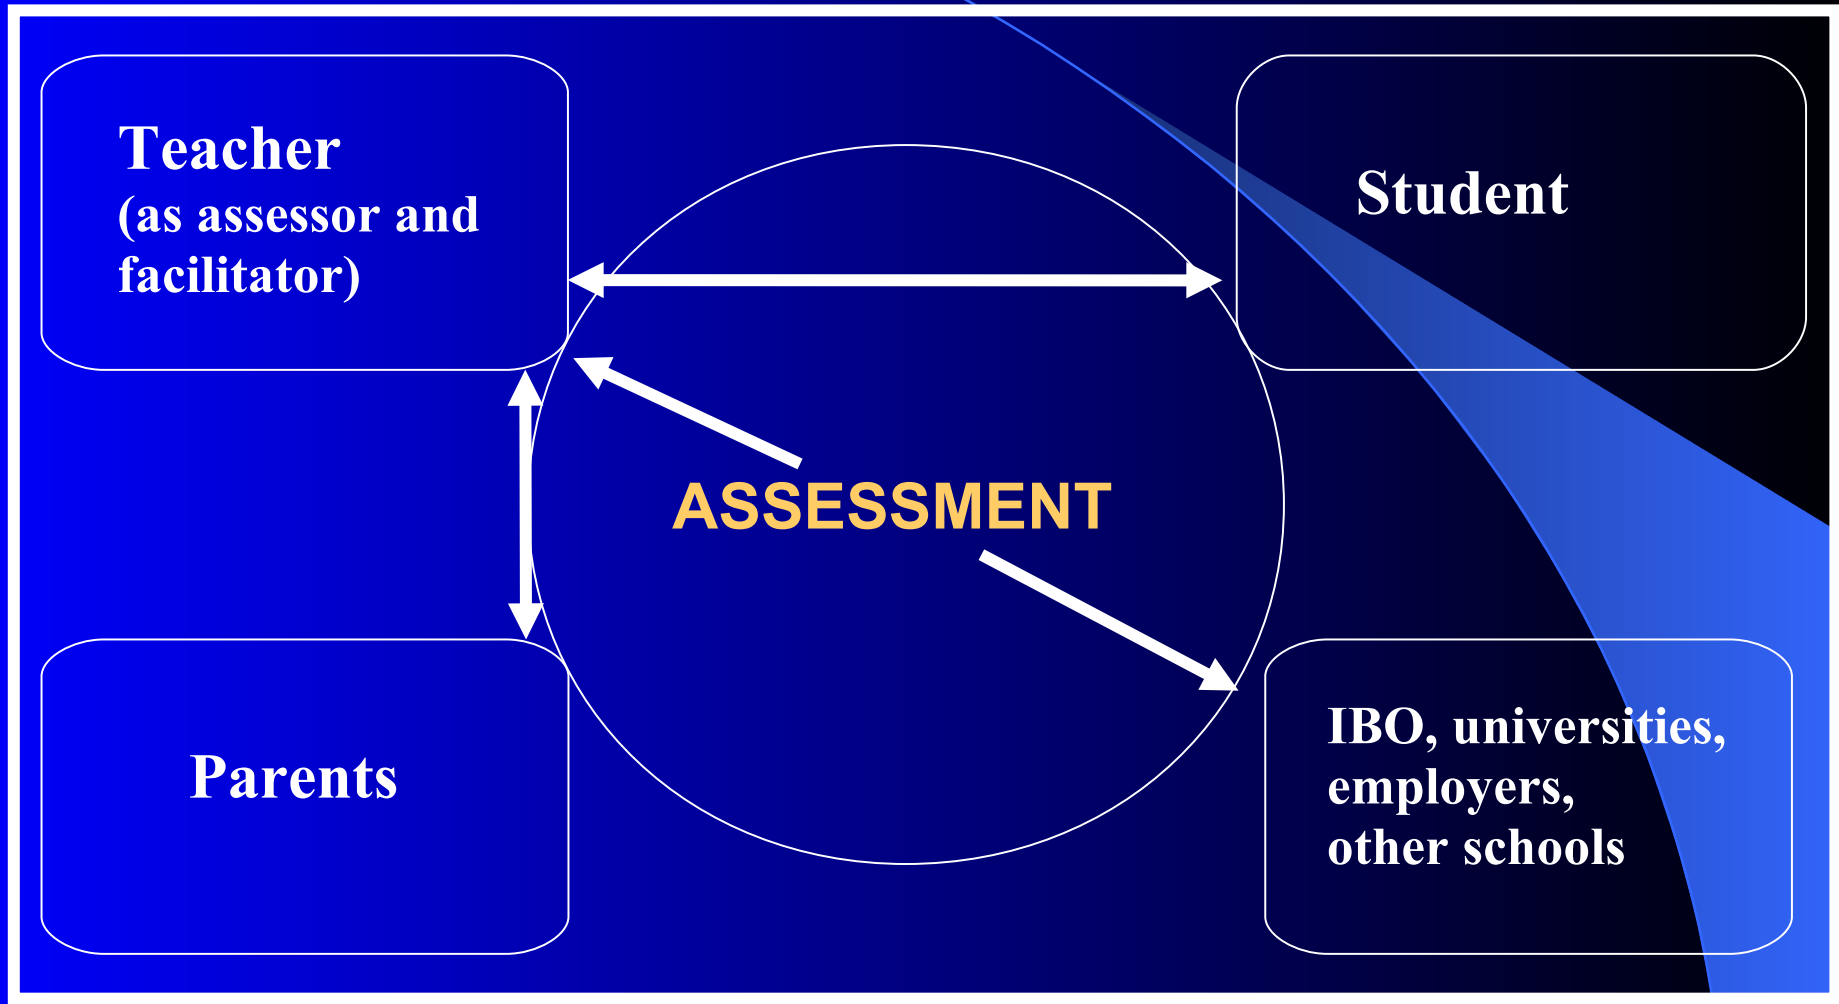 Teacher
(as assessor and
facilitator)
Student
ASSESSMENT
Parents
IBO, universities,
employers,
other schools